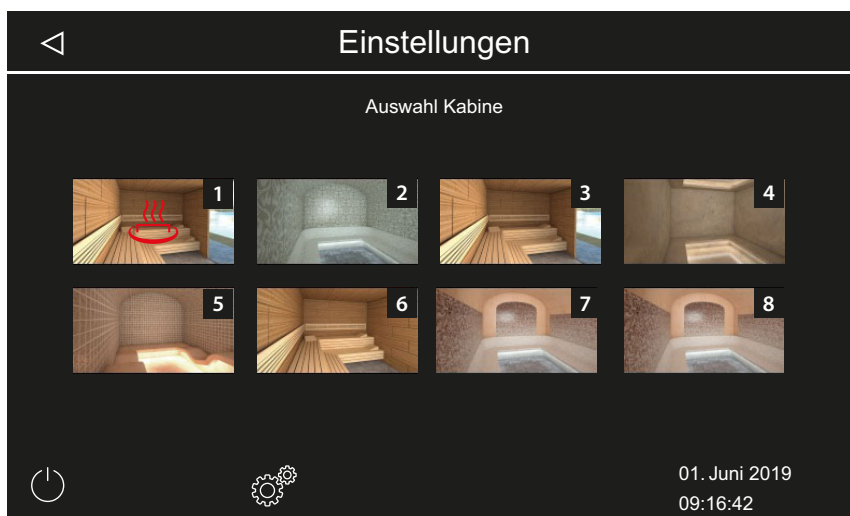 Einstellungen
Auswahl Kabine
1 2 3 4
5 6 7 8
01. Juni 2019
09:16:42